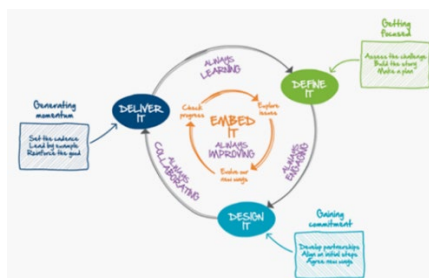 Getting
focused
Assess the challenge
Build the story
Make a plan
ALWAYS
LEARNING
DEFINE
IT
Generating
momentum
DELIVER
IT
Check
progress
Explore
issues
EMBED
IT
ALWAYS
IMPROVING
Set the cadence
Lead by example
Reinforce the good
ALWAYS
COLLABORATING
ALWAYS
ENGAGING
Evolve our
new ways
DESIGN
IT
Gaining
commitment
Develop partnerships
Align on initial steps
Agree new ways